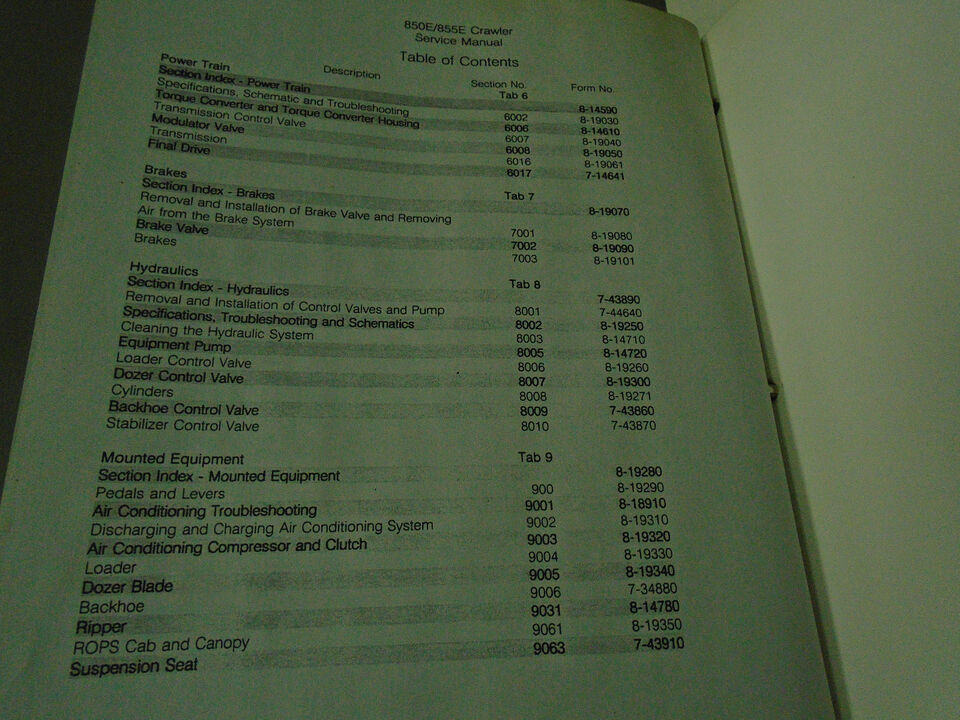 850E/855E Crawler
Service Manual
Table of Contents
Description Section No. Form No.
Power Train Tab 6
Section Index - Power Train 8-14590
Specifications, Schematic and Troubleshooting 6002 8-19030
Torque Converter and Torque Converter Housing 6006 8-14610
Transmission Control Valve 6007 8-19040
Modulator Valve 6008 8-19050
Transmission 6016 8-19061
Final Drive 6017 7-14641
Brakes Tab 7
Section Index - Brakes 8-19070
Removal and Installation of Brake Valve and Removing
Air from the Brake System 7001 8-19080
Brake Valve 7002 8-19090
Brakes 7003 8-19101
Hydraulics Tab 8
Section Index - Hydraulics 7-43890
Removal and Installation of Control Valves and Pump 8001 7-44640
Specifications, Troubleshooting and Schematics 8002 8-19250
Cleaning the Hydraulic System 8003 8-14710
Equipment Pump 8005 8-14720
Loader Control Valve 8006 8-19260
Dozer Control Valve 8007 8-19300
Cylinders 8008 8-19271
Backhoe Control Valve 8009 7-43860
Stabilizer Control Valve 8010 7-43870
Mounted Equipment Tab 9
Section Index - Mounted Equipment 8-19280
Pedals and Levers 900 8-19290
Air Conditioning Troubleshooting 9001 8-18910
Discharging and Charging Air Conditioning System 9002 8-19310
Air Conditioning Compressor and Clutch 9003 8-19320
Loader 9004 8-19330
Dozer Blade 9005 8-19340
Backhoe 9006 7-34880
Ripper 9031 8-14780
ROPS Cab and Canopy 9061 8-19350
Suspension Seat 9063 7-43910